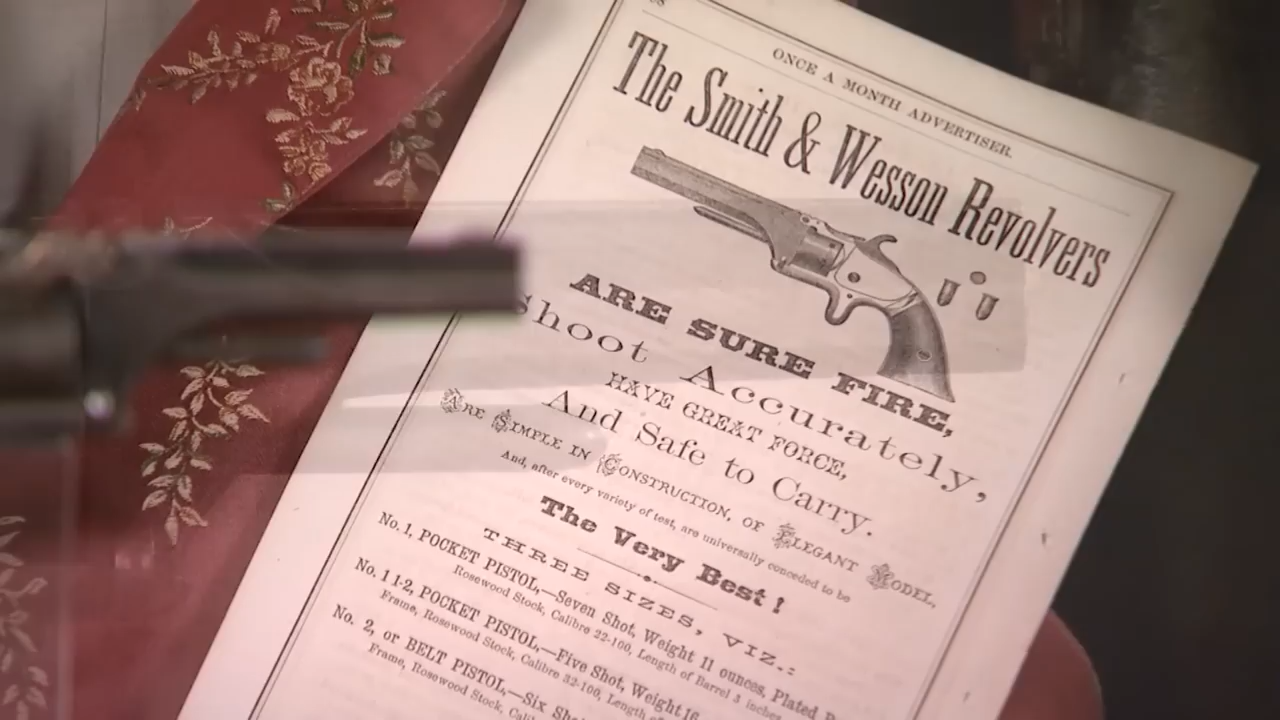 ONCE A MONTH ADVERTISER.
The Smith & Wesson Revolvers
ARE SURE FIRE,
Shoot Accurately,
HAVE GREAT FORCE,
And Safe to Carry.
ARE SIMPLE IN CONSTRUCTION, OF ELEGANT MODEL,
And, after every variety of test, are universally conceded to be
The Very Best!
THREE SIZES, VIZ.:
No. 1, POCKET PISTOL,—Seven Shot, Weight 11 ounces, Plated
Rosewood Stock, Calibre 22-100, Length of Barrel 3 inches
No. 1 1-2, POCKET PISTOL,—Five Shot, Weight 16
Frame, Rosewood Stock, Calibre 32-100, Length of
No. 2, or BELT PISTOL,—Six
Frame, Rosewood Stock,